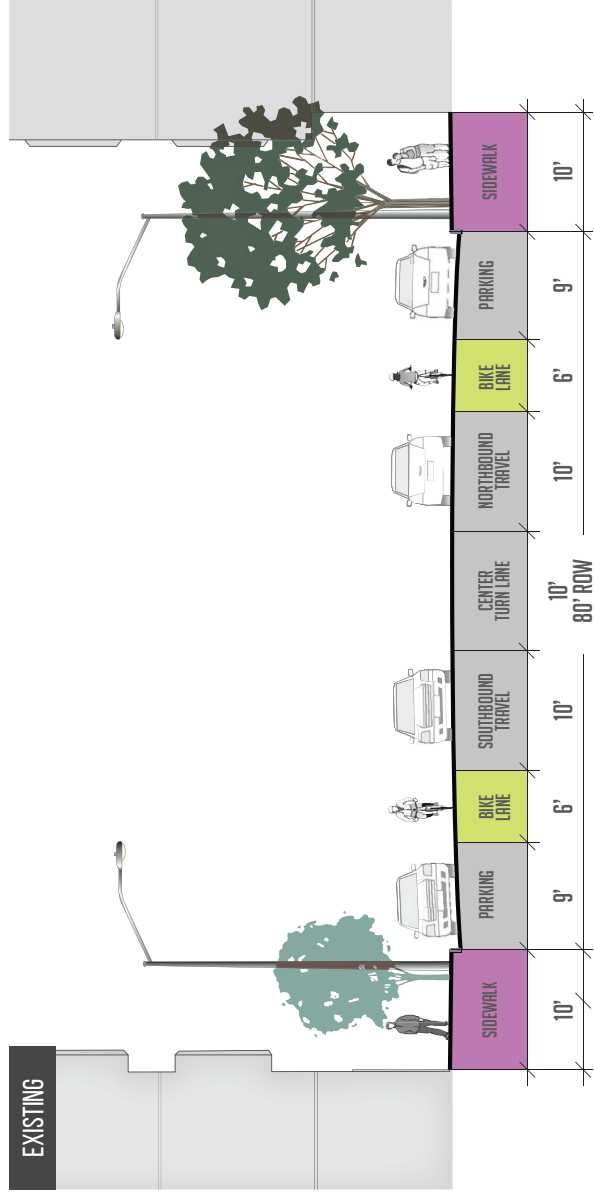 EXISTING
SIDEWALK
PARKING
BIKE
LANE
SOUTHBOUND
TRAVEL
CENTER
TURN LANE
NORTHBOUND
TRAVEL
BIKE
LANE
PARKING
SIDEWALK
10'
9'
6'
10'
10'
10'
6'
9'
10'
80' ROW